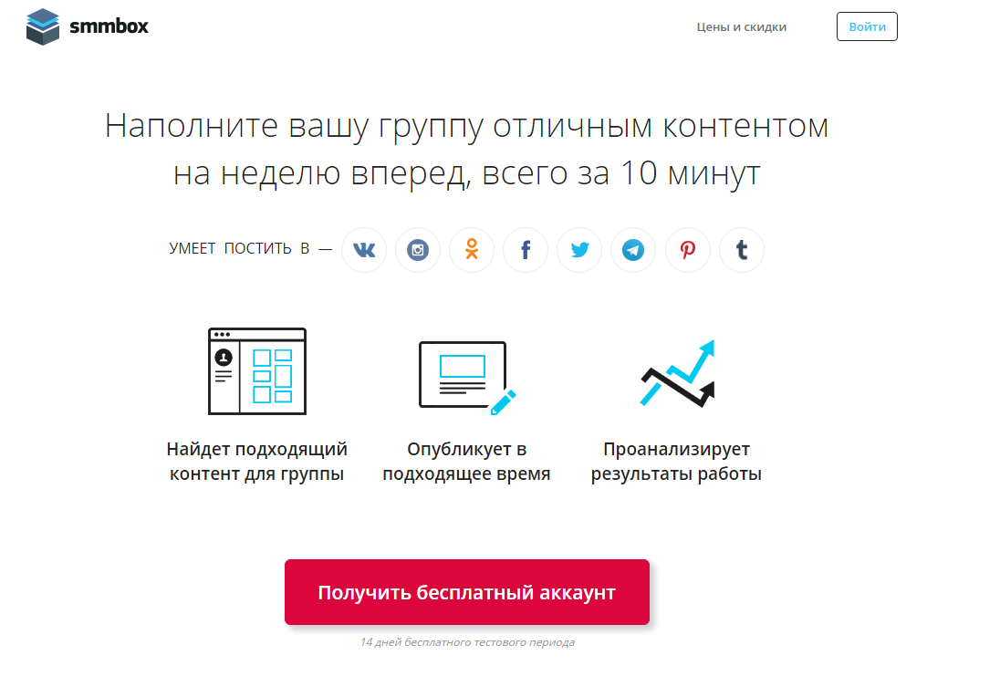 smmbox
Цены и скидки
Войти
Наполните вашу группу отличным контентом
на неделю вперед, всего за 10 минут
УМЕЕТ ПОСТИТЬ В —
Найдет подходящий
контент для группы
Опубликует в
подходящее время
Проанализирует
результаты работы
Получить бесплатный аккаунт
14 дней бесплатного тестового периода